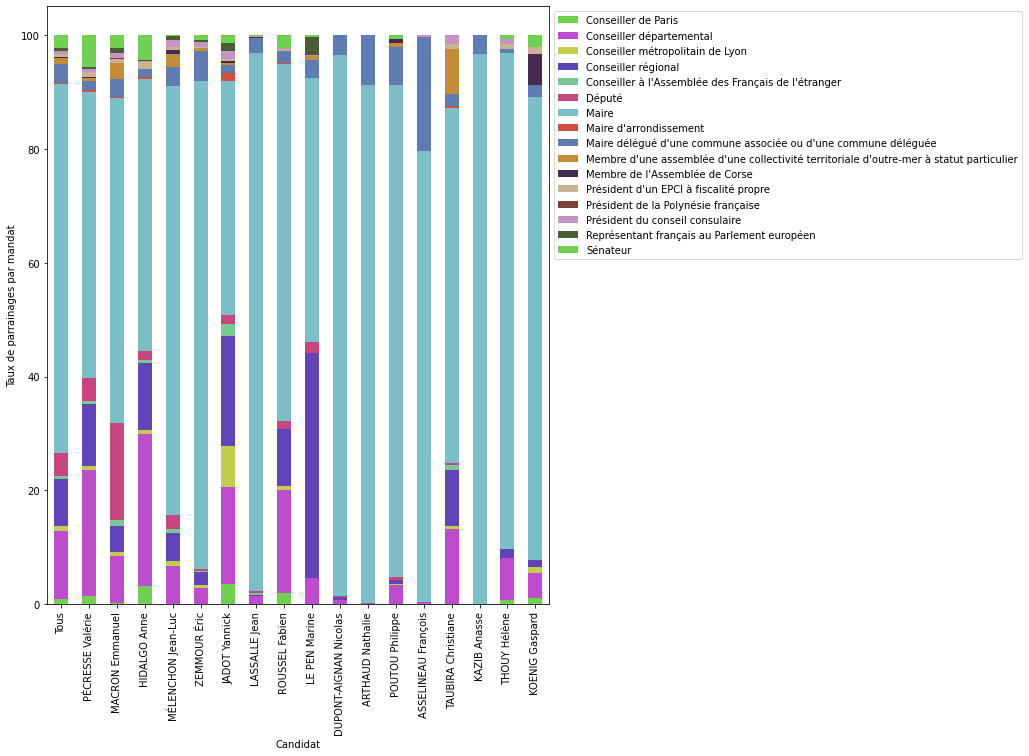 100
80
60
40
20
0
Taux de parrainages par mandat
Tous
PÉCRESSE Valérie
MACRON Emmanuel
HIDALGO Anne
MÉLENCHON Jean-Luc
ZEMMOUR Éric
JADOT Yannick
LASSALLE Jean
ROUSSEL Fabien
LE PEN Marine
DUPONT-AIGNAN Nicolas
ARTHAUD Nathalie
POUTOU Philippe
ASSELINEAU François
TAUBIRA Christiane
KAZIB Anasse
THOUY Hélène
KOENIG Gaspard
Candidat
Conseiller de Paris
Conseiller départemental
Conseiller métropolitain de Lyon
Conseiller régional
Conseiller à l'Assemblée des Français de l'étranger
Député
Maire
Maire d'arrondissement
Maire délégué d'une commune associée ou d'une commune déléguée
Membre d'une assemblée d'une collectivité territoriale d'outre-mer à statut particulier
Membre de l'Assemblée de Corse
Président d'un EPCI à fiscalité propre
Président de la Polynésie française
Président du conseil consulaire
Représentant français au Parlement européen
Sénateur